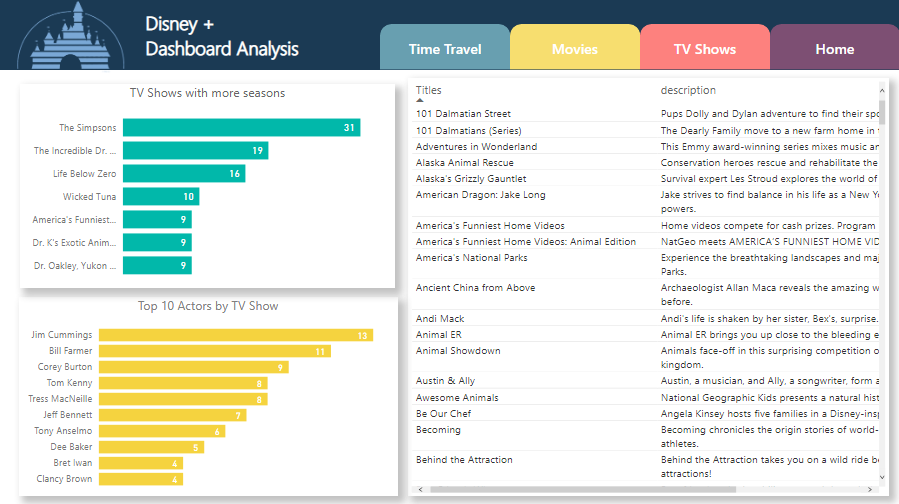 Disney +
Dashboard Analysis
Time Travel
Movies
TV Shows
Home
TV Shows with more seasons
The Simpsons 31
The Incredible Dr. ... 19
Life Below Zero 16
Wicked Tuna 10
America's Funniest... 9
Dr. K's Exotic Anim... 9
Dr. Oakley, Yukon ... 9
Top 10 Actors by TV Show
Jim Cummings 13
Bill Farmer 11
Corey Burton 9
Tom Kenny 8
Tress MacNeille 8
Jeff Bennett 7
Tony Anselmo 6
Dee Baker 5
Bret Iwan 4
Clancy Brown 4
Titles description
101 Dalmatian Street Pups Dolly and Dylan adventure to find their
101 Dalmatians (Series) The Dearly Family move to a new farm home in
Adventures in Wonderland This Emmy award-winning series mixes music
Alaska Animal Rescue Conservation heroes rescue and rehabilitate the
Alaska's Grizzly Gauntlet Survival expert Les Stroud explores the world of
American Dragon: Jake Long Jake strives to find balance in his life as a New
powers.
America's Funniest Home Videos Home videos compete for cash prizes. Program
America's Funniest Home Videos: Animal Edition NatGeo meets AMERICA'S FUNNIEST HOME
America's National Parks Experience the breathtaking landscapes and
Parks.
Ancient China from Above Archaeologist Allan Maca reveals the amazing
before.
Andi Mack Andi's life is shaken by her sister, Bex's, surprise.
Animal ER Animal ER brings you up close to the bleeding
Animal Showdown Animals face-off in this surprising competition
kingdom.
Austin & Ally Austin, a musician, and Ally, a songwriter, form
Awesome Animals National Geographic Kids presents a natural
Be Our Chef Angela Kinsey hosts five families in a
Becoming Becoming chronicles the origin stories of world-
athletes.
Behind the Attraction Behind the Attraction takes you on a wild ride
attractions!